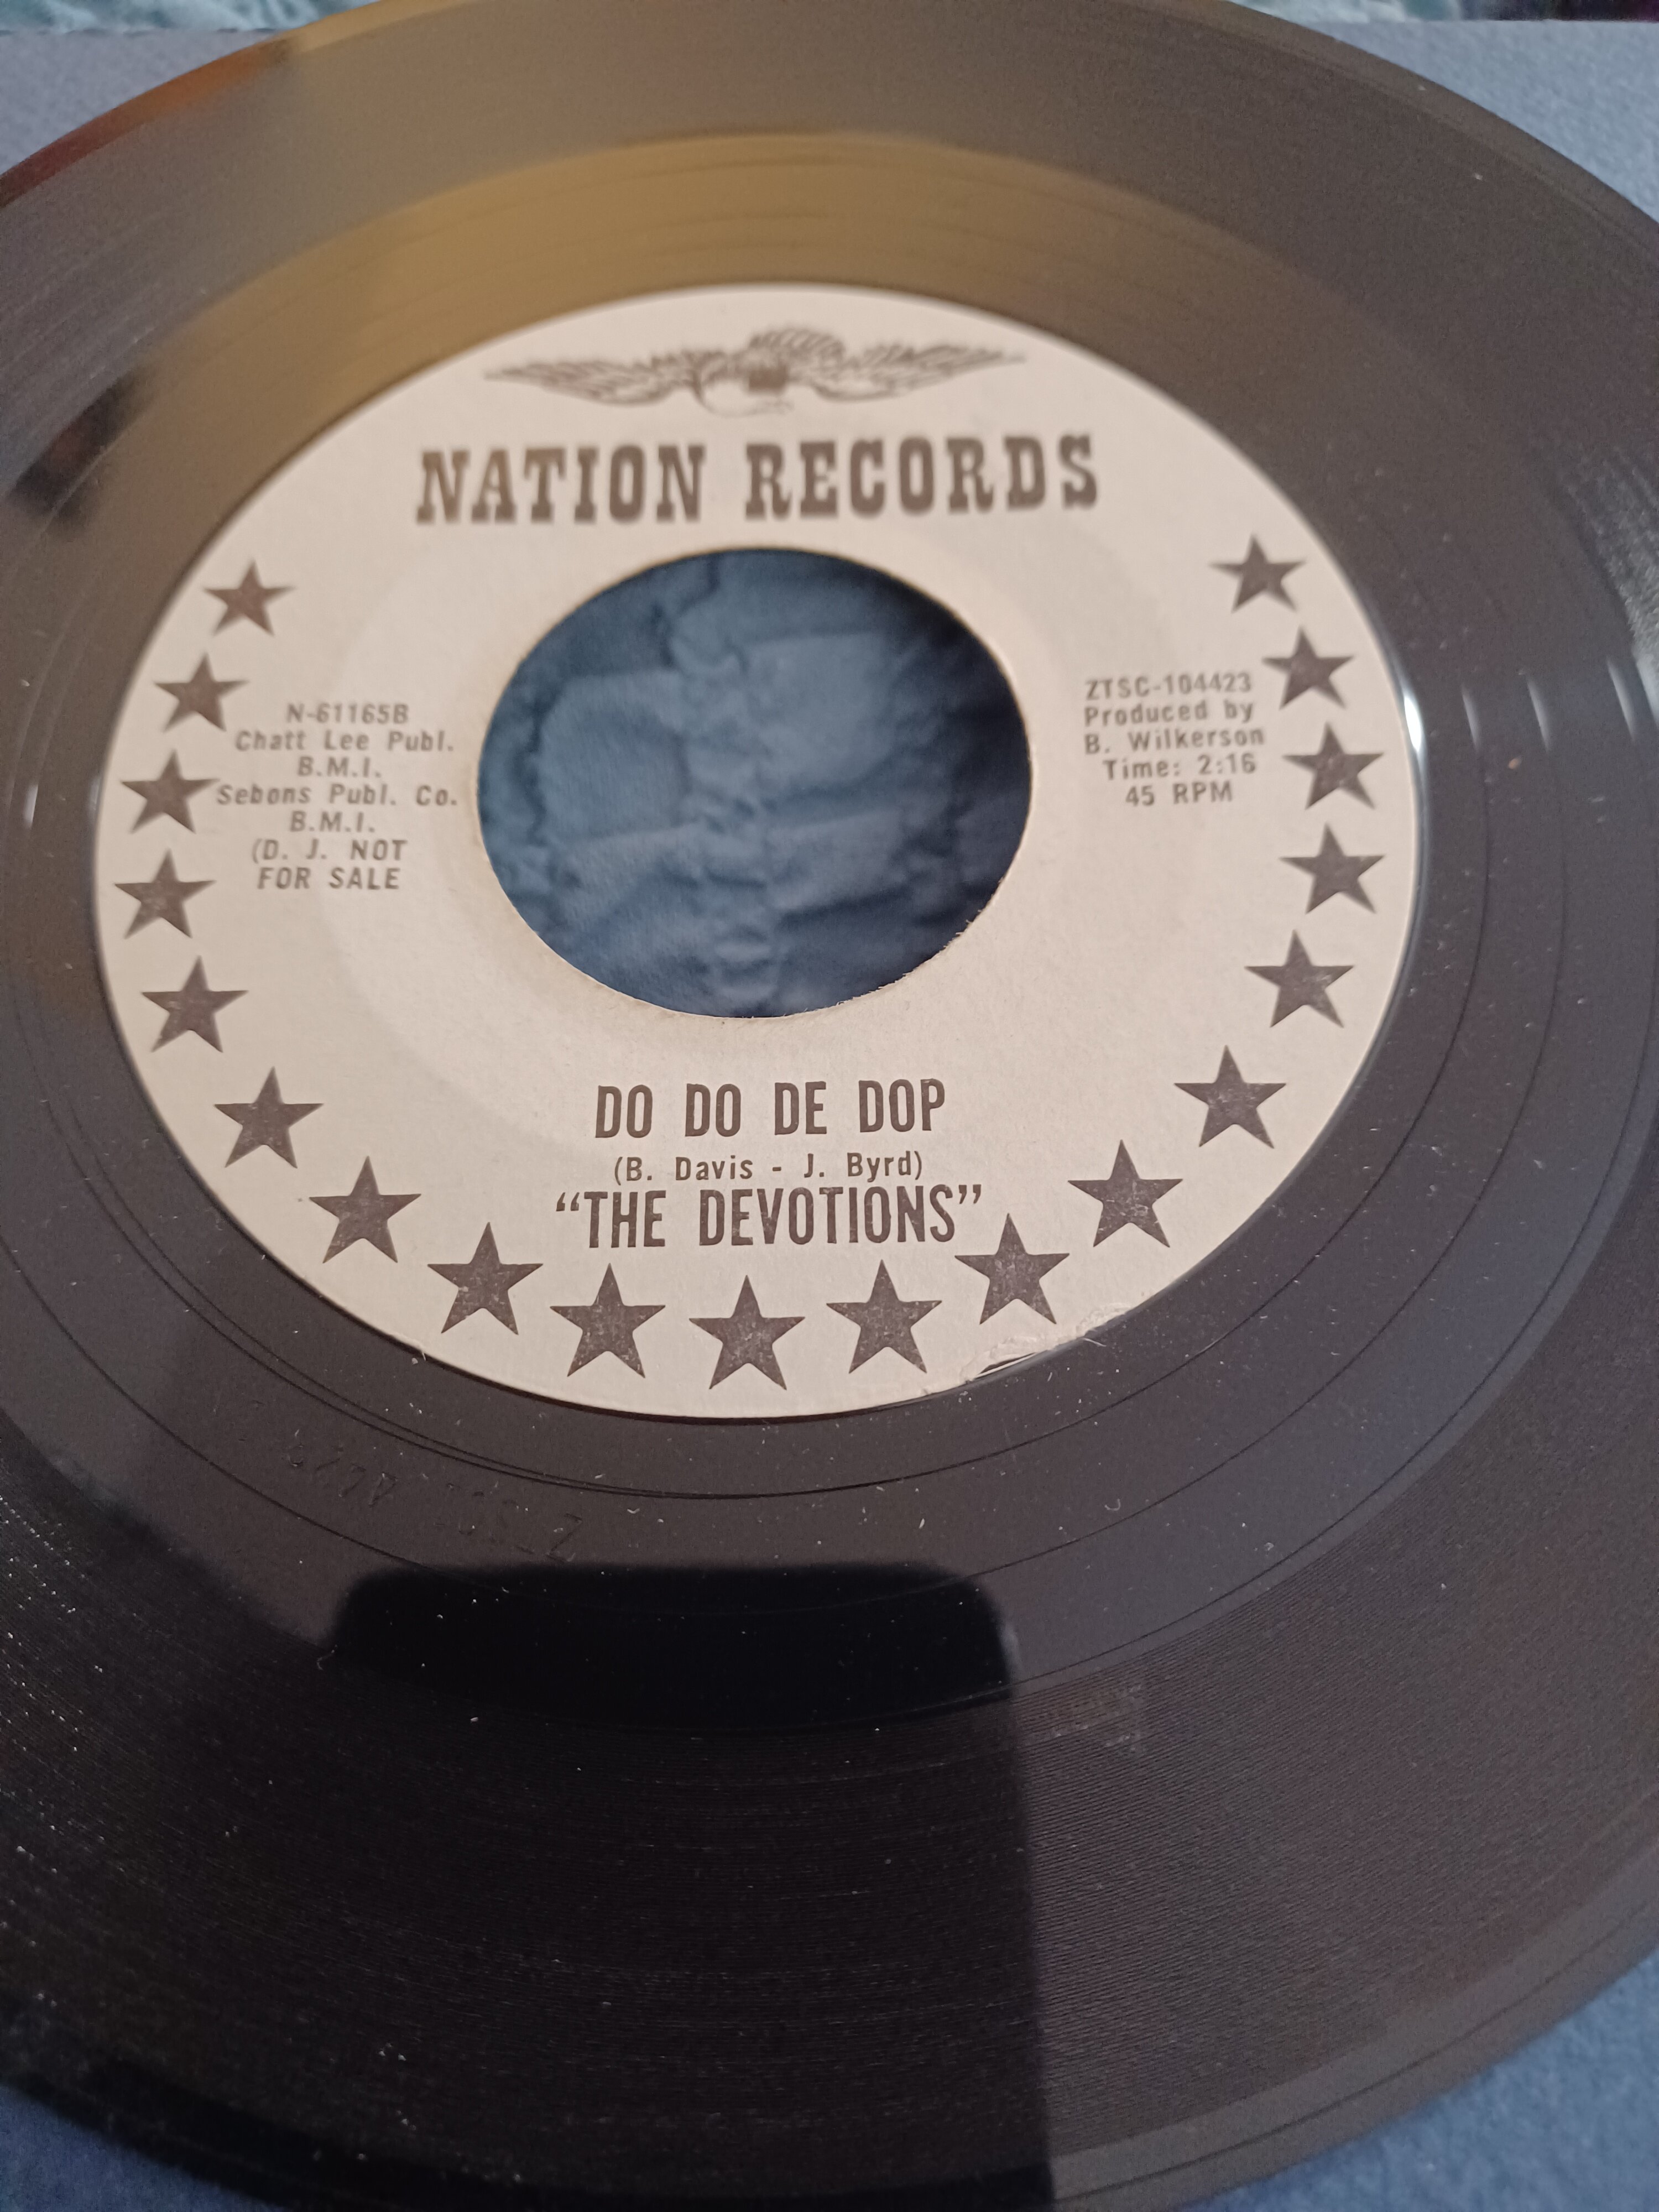 NATION RECORDS
N-61165B
Chatt Lee Publ.
B.M.I.
Sebons Publ. Co.
B.M.I.
(D. J. NOT
FOR SALE
ZTSC-104423
Produced by
B. Wilkerson
Time: 2:16
45 RPM
DO DO DE DOP
(B. Davis - J. Byrd)
“THE DEVOTIONS”